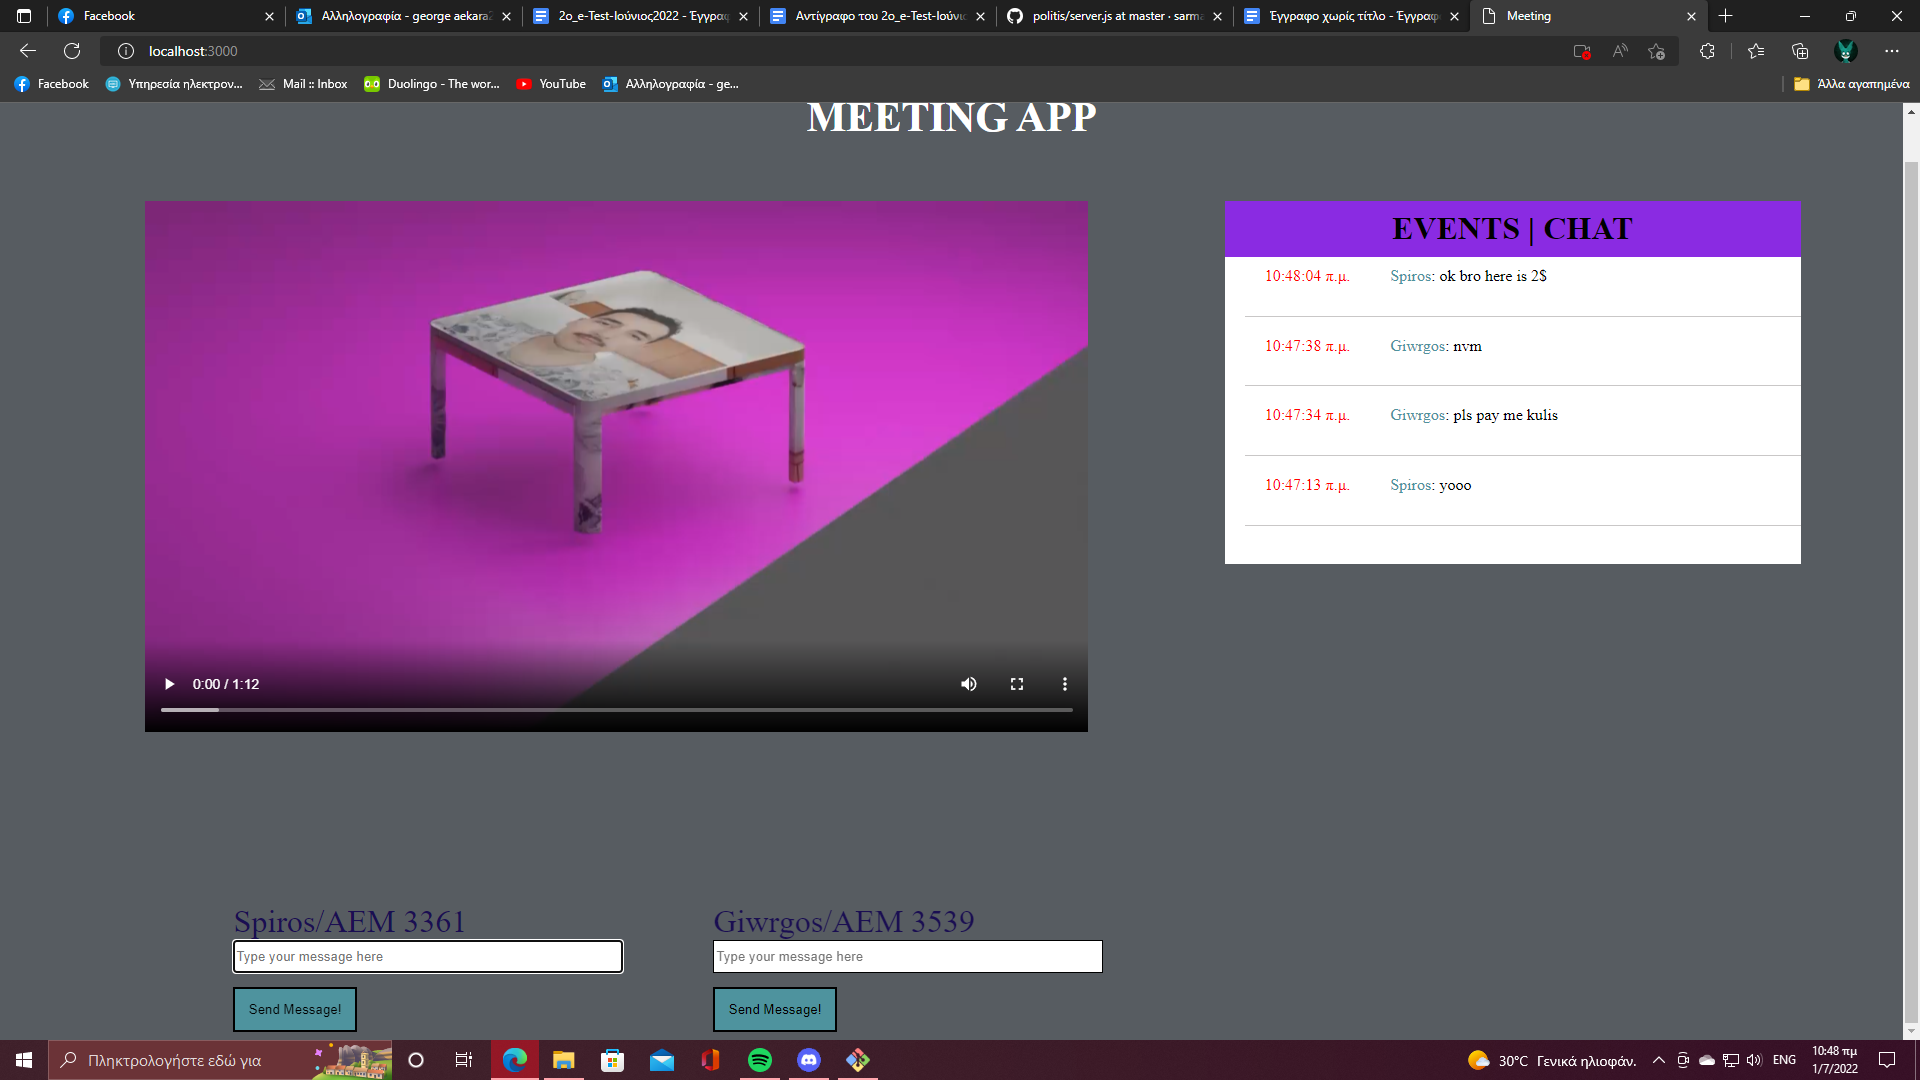 Facebook
Αλληλογραφία - george aekara2
2o_e-Test-Ιούνιος2022 - Έγγραφ
Αντίγραφο του 2o_e-Test-Ιούνιο
politis/server.js at master · sarma
Έγγραφο χωρίς τίτλο - Έγγραφ
Meeting
localhost:3000
Facebook
Υπηρεσία ηλεκτρον...
Mail :: Inbox
Duolingo - The wor...
YouTube
Αλληλογραφία - ge...
Άλλα αγαπημένα
MEETING APP
EVENTS | CHAT
10:48:04 π.μ. Spiros: ok bro here is 2$
10:47:38 π.μ. Giwrgos: nvm
10:47:34 π.μ. Giwrgos: pls pay me kulis
10:47:13 π.μ. Spiros: yooo
0:00 / 1:12
Spiros/AEM 3361
Type your message here
Send Message!
Giwrgos/AEM 3539
Type your message here
Send Message!
Πληκτρολογήστε εδώ για
30°C Γενικά ηλιοφάν.
ENG
10:48 πμ
1/7/2022